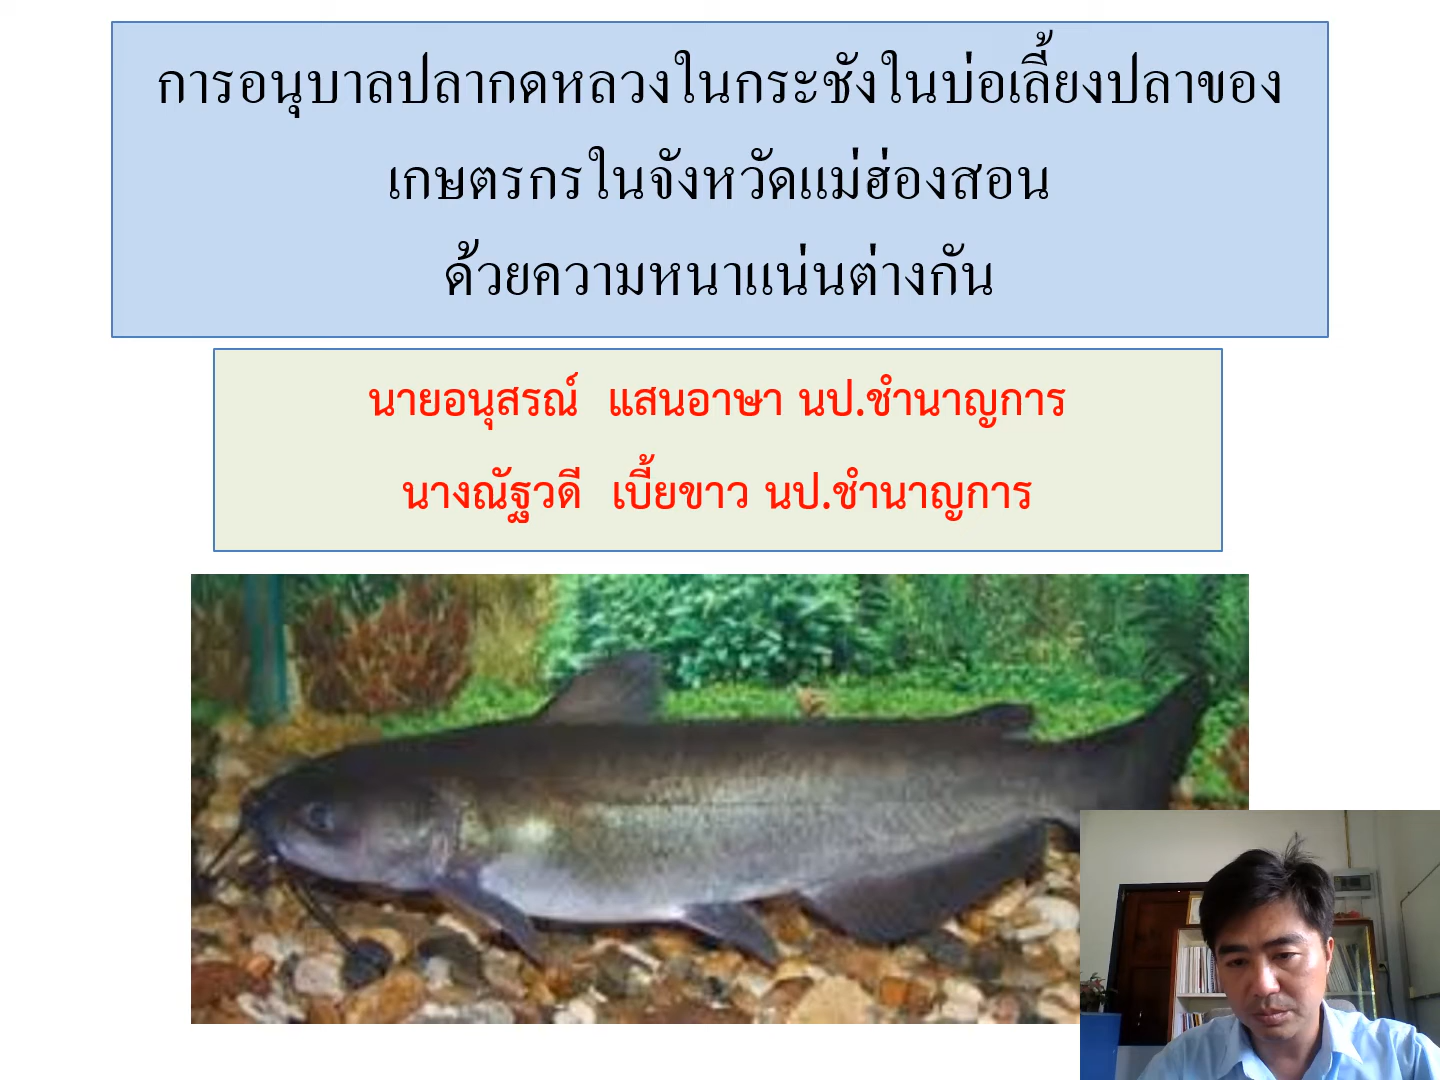 การอนุบาลปลากดหลวงในกระชังในบ่อเลี้ยงปลาของ
เกษตรกรในจังหวัดแม่ฮ่องสอน
ด้วยความหนาแน่นต่างกัน
นายอนุสรณ์ แสนอาษา นป.ชำนาญการ
นางณัฐวดี เบี้ยขาว นป.ชำนาญการ